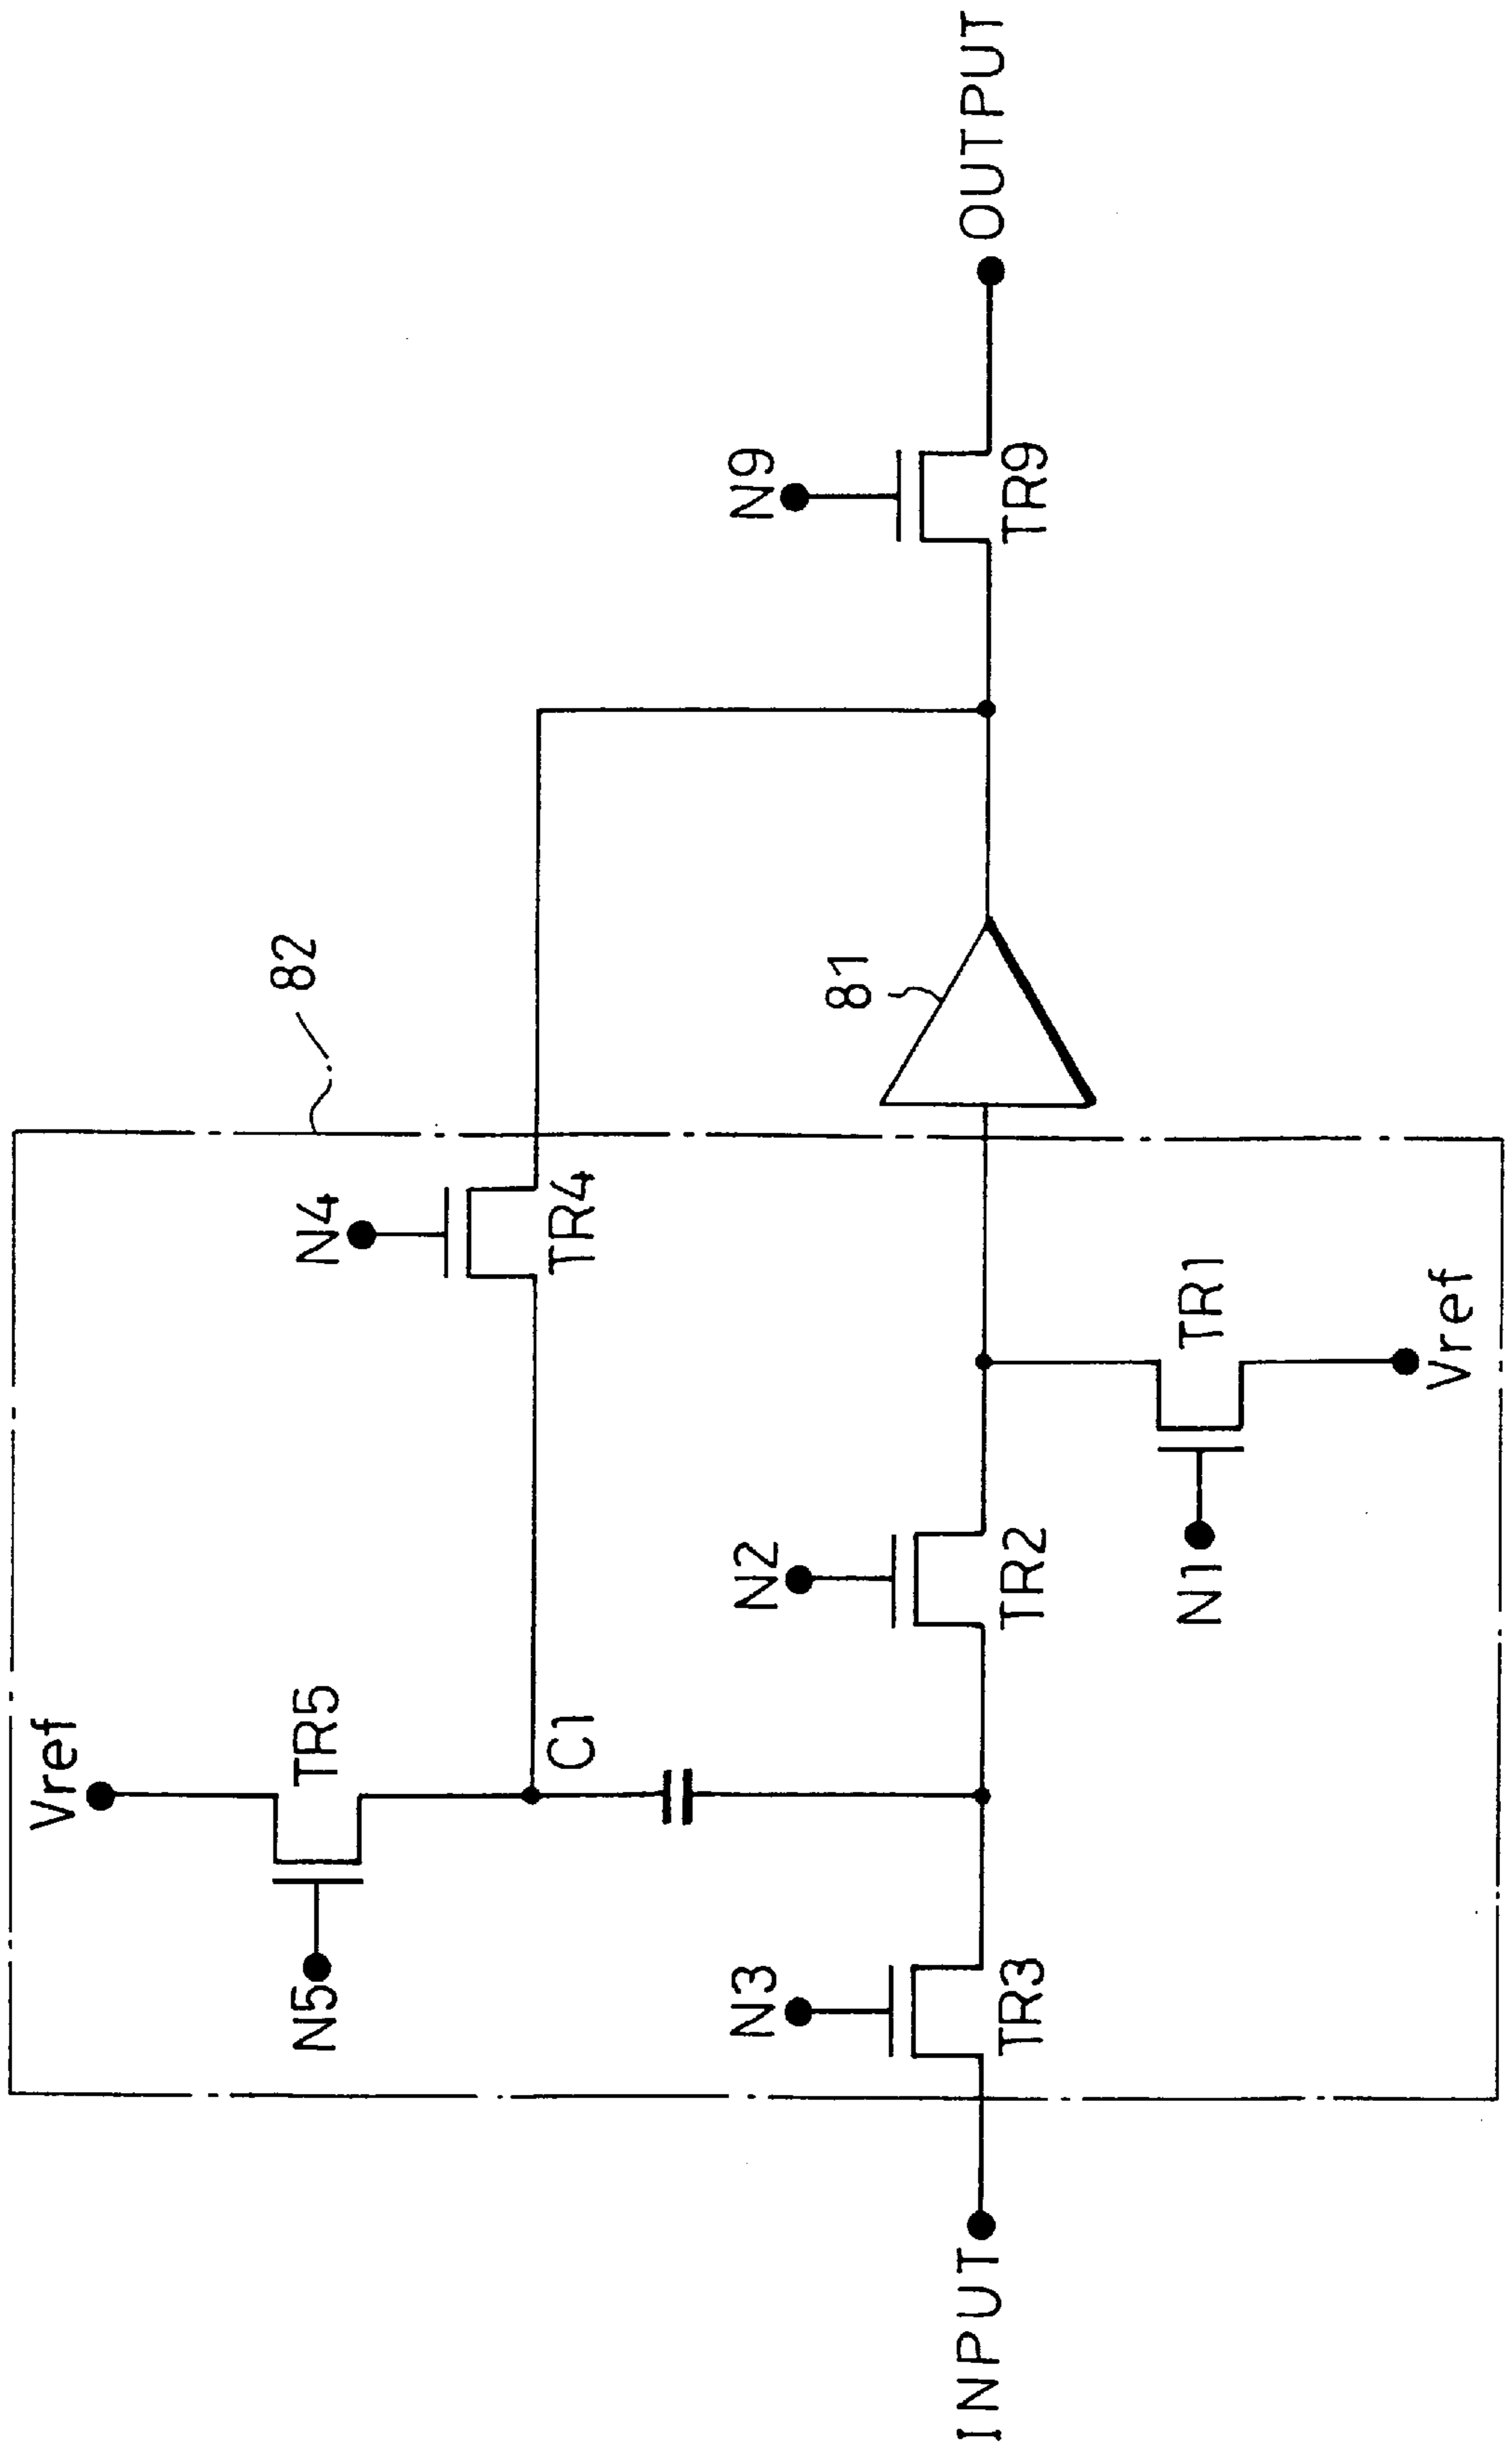 Vref
N5
TR5
C1
N4
TR4
82
INPUT
N3
TR3
N2
TR2
N1
TR1
Vref
81
N9
TR9
OUTPUT